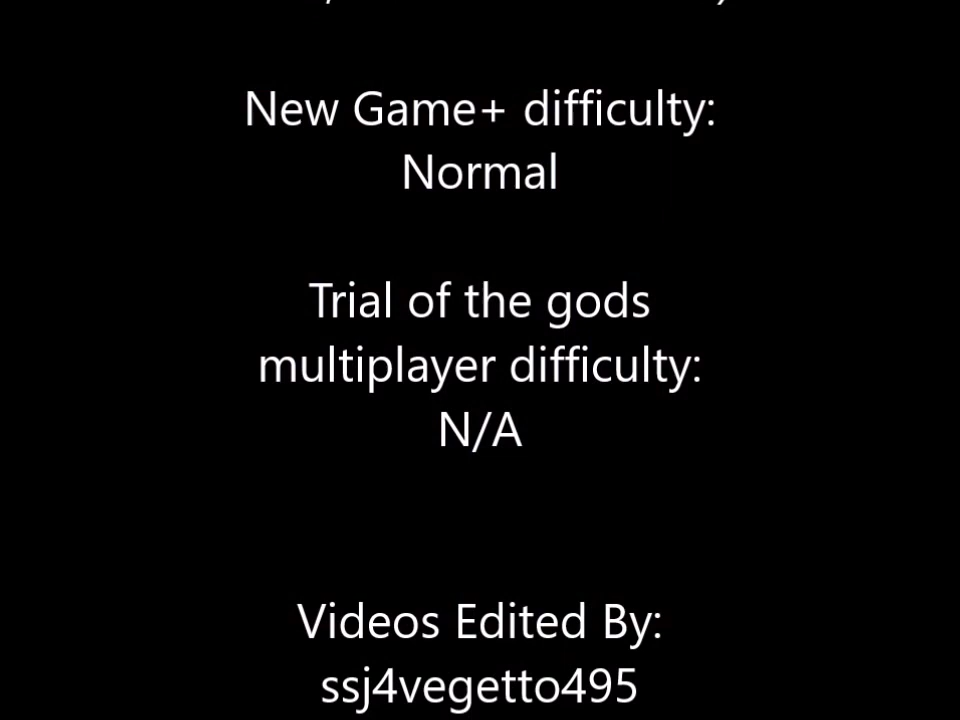 New Game+ difficulty:
Normal
Trial of the gods
multiplayer difficulty:
N/A
Videos Edited By:
ssj4vegetto495